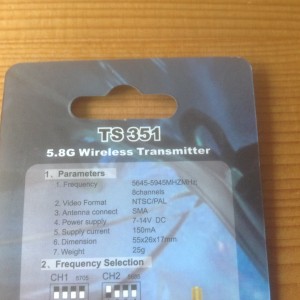 TS 351
5.8G Wireless Transmitter
1、Parameters
1. Frequency 5645-5945MHZMHz
8channels
2. Video Format NTSC/PAL
3. Antenna connect SMA
4. Power supply 7-14V DC
5. Supply current 150mA
6. Dimension 55x26x17mm
7. Weight 25g
2、Frequency Selection
CH1 5705 CH2